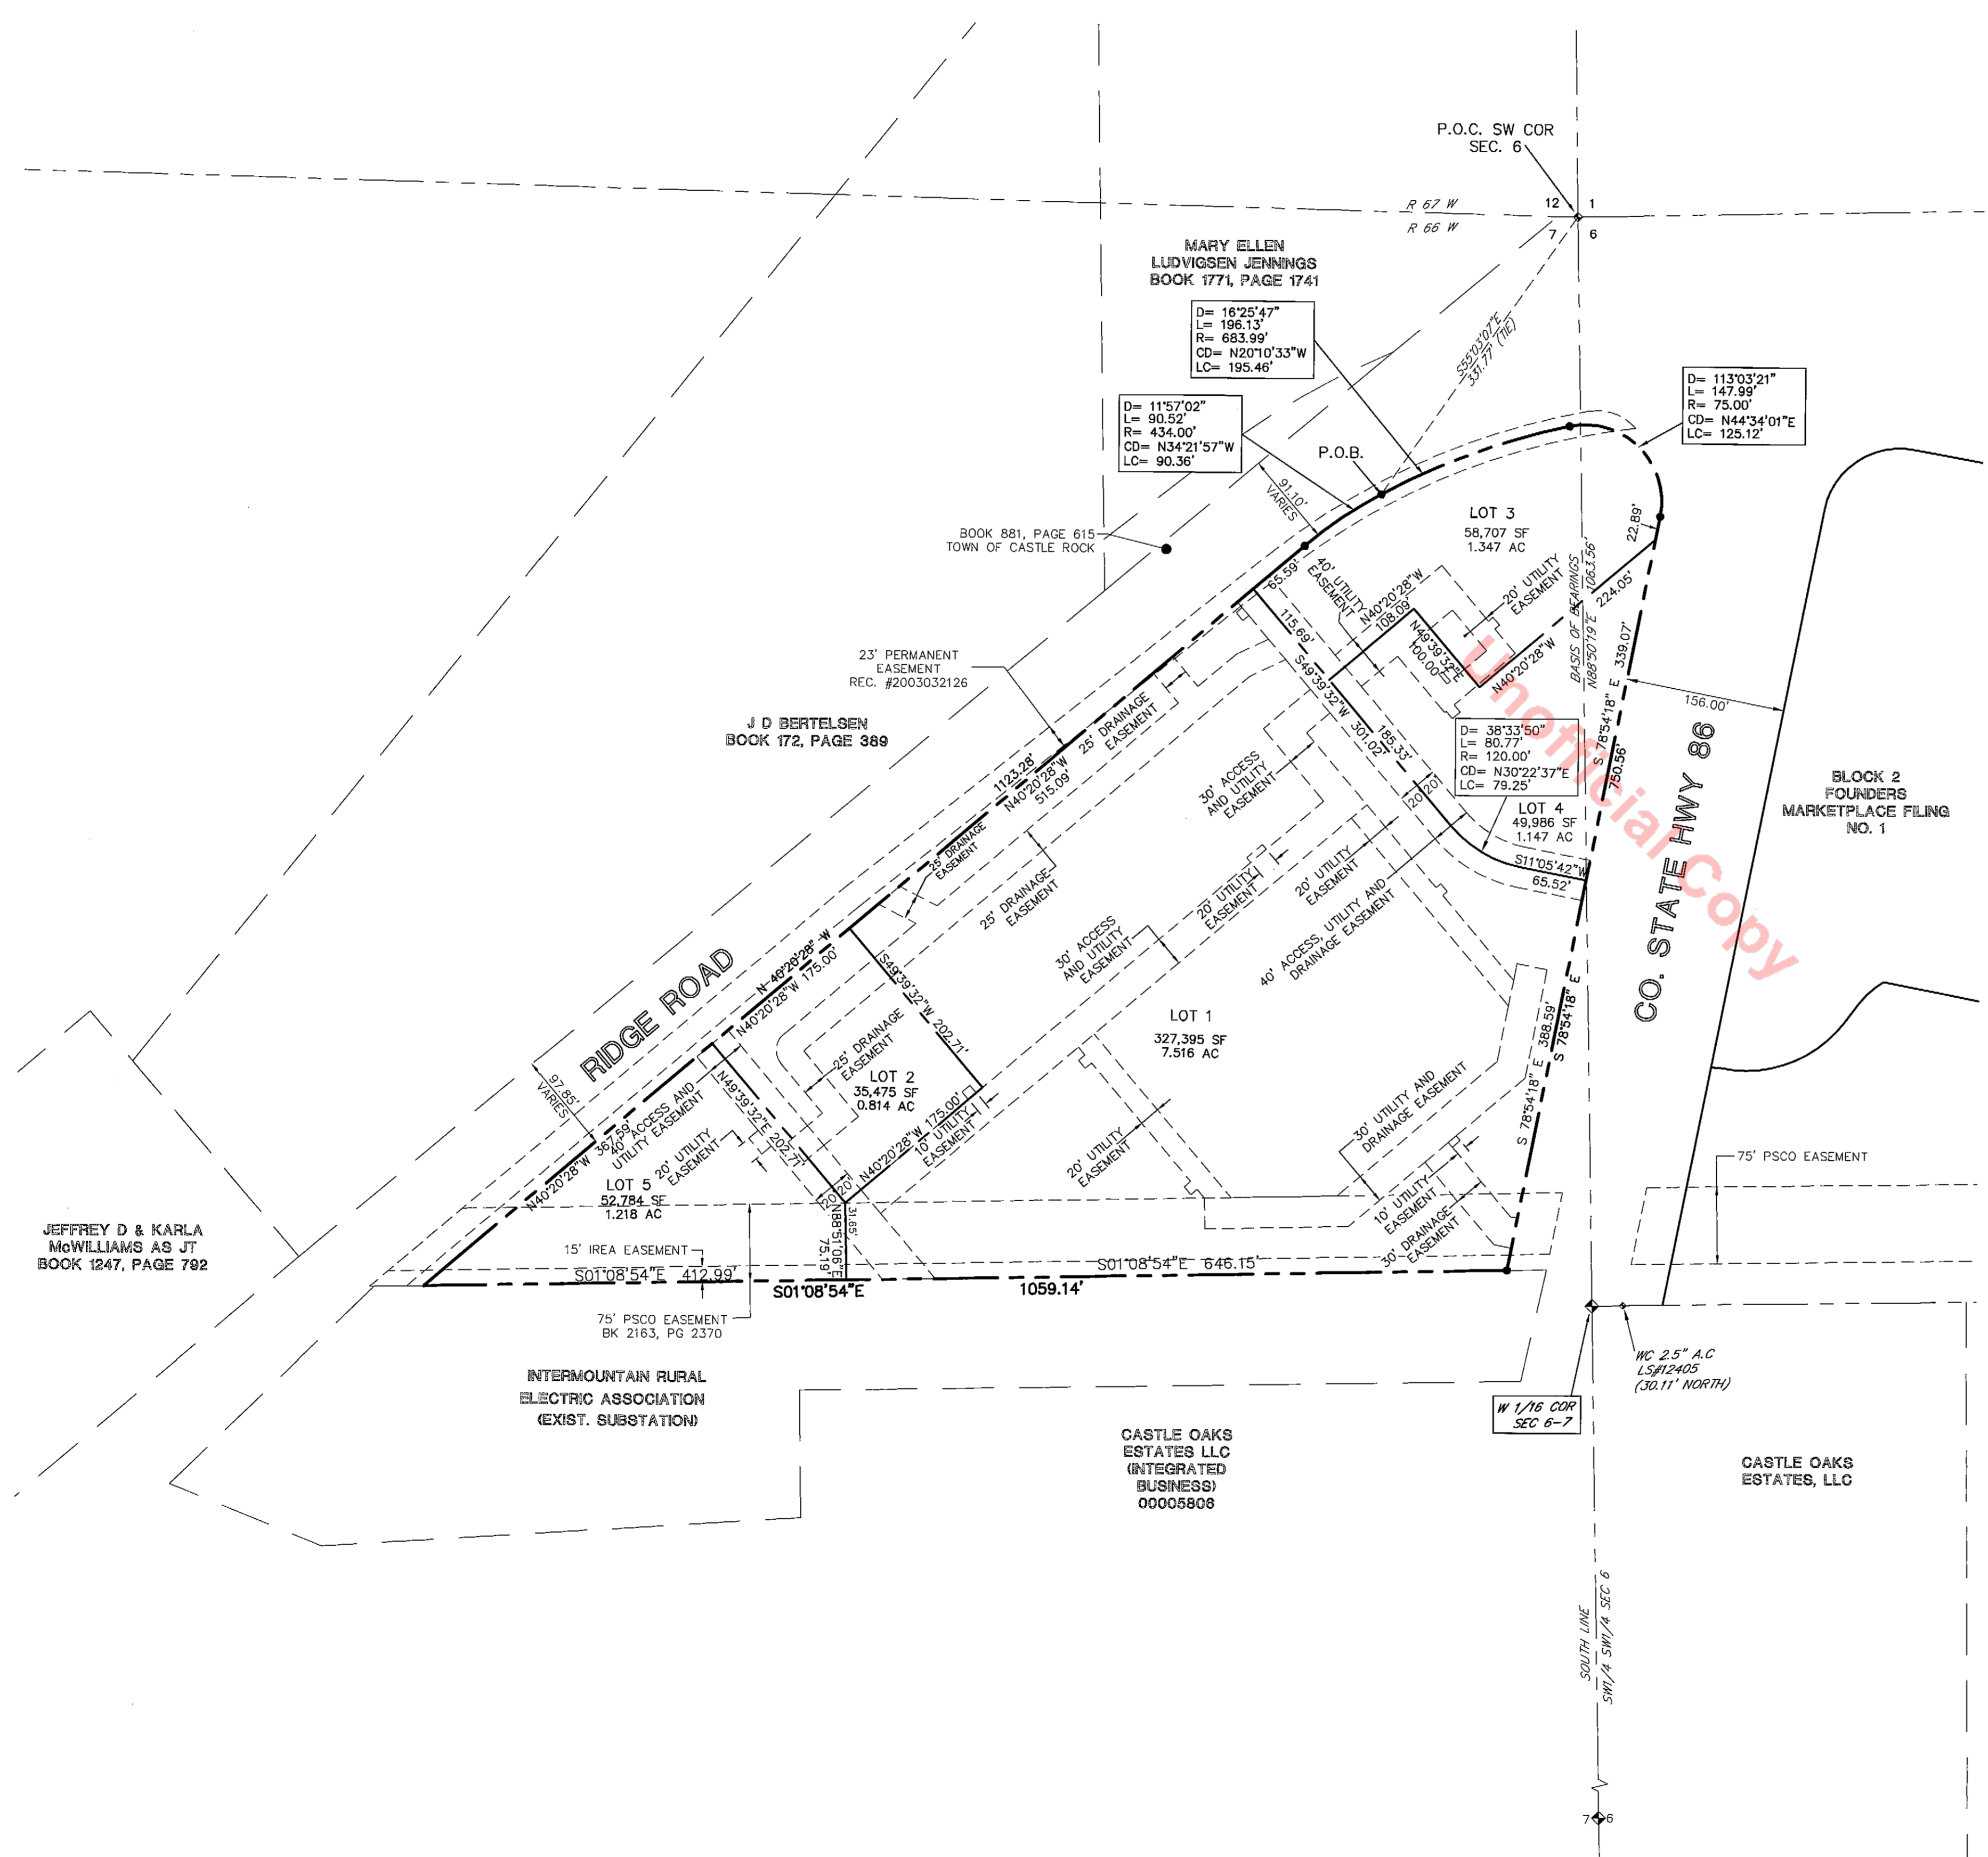 P.O.C. SW COR
SEC. 6
R 67 W
R 66 W
12
1
7
6
MARY ELLEN
LUDVIGSEN JENNINGS
BOOK 1771, PAGE 1741
D= 16°25'47"
L= 196.13'
R= 683.99'
CD= N20°10'33"W
LC= 195.46'
S55°03'07"E
331.77' (TIE)
D= 113°03'21"
L= 147.99'
R= 75.00'
CD= N44°34'01"E
LC= 125.12'
D= 11°57'02"
L= 90.52'
R= 434.00'
CD= N34°21'57"W
LC= 90.36'
P.O.B.
91.10'
VARIES
BOOK 881, PAGE 615
TOWN OF CASTLE ROCK
LOT 3
58,707 SF
1.347 AC
22.89'
65.59'
40' UTILITY
EASEMENT
N40°20'28"W
108.09'
20' UTILITY
EASEMENT
BASIS OF BEARINGS
N88°50'19"E 1063.56'
224.05'
N40°20'28"W
N49°39'32"E
100.00'
115.69'
S49°39'32"W 301.02'
185.33'
23' PERMANENT
EASEMENT
REC. #2003032126
J D BERTELSEN
BOOK 172, PAGE 389
25' DRAINAGE
EASEMENT
1123.28'
N40°20'28"W
515.09'
S 78°54'18" E 339.07'
750.56'
156.00'
CO. STATE HWY 86
Unofficial Copy
BLOCK 2
FOUNDERS
MARKETPLACE FILING
NO. 1
D= 38°33'50"
L= 80.77'
R= 120.00'
CD= N30°22'37"E
LC= 79.25'
20'
20'
LOT 4
49,986 SF
1.147 AC
S11°05'42"W
65.52'
30' ACCESS
AND UTILITY
EASEMENT
25' DRAINAGE
EASEMENT
25' DRAINAGE
EASEMENT
20' UTILITY
EASEMENT
20' UTILITY
EASEMENT
40' ACCESS, UTILITY AND
DRAINAGE EASEMENT
30' ACCESS
AND UTILITY
EASEMENT
RIDGE ROAD
N 40°20'28" W
N40°20'28"W 175.00'
S49°39'32"W 202.71'
LOT 1
327,395 SF
7.516 AC
S 78°54'18" E 388.59'
S 78°54'18" E
25' DRAINAGE
EASEMENT
LOT 2
35,475 SF
0.814 AC
97.85'
VARIES
N40°20'28"W 367.59'
40' ACCESS AND
UTILITY EASEMENT
20' UTILITY
EASEMENT
N49°39'32"E 202.71'
N40°20'28"W 175.00'
10' UTILITY
EASEMENT
20'
20'
20' UTILITY
EASEMENT
30' UTILITY AND
DRAINAGE EASEMENT
10' UTILITY
EASEMENT
30' DRAINAGE
EASEMENT
75' PSCO EASEMENT
LOT 5
52,784 SF
1.218 AC
N88°51'06"E
75.19'
31.65'
JEFFREY D & KARLA
McWILLIAMS AS JT
BOOK 1247, PAGE 792
15' IREA EASEMENT
S01°08'54"E 412.99'
S01°08'54"E 646.15'
S01°08'54"E
1059.14'
75' PSCO EASEMENT
BK 2163, PG 2370
INTERMOUNTAIN RURAL
ELECTRIC ASSOCIATION
(EXIST. SUBSTATION)
WC 2.5" A.C
LS#12405
(30.11' NORTH)
W 1/16 COR
SEC 6-7
CASTLE OAKS
ESTATES LLC
(INTEGRATED
BUSINESS)
00005806
CASTLE OAKS
ESTATES, LLC
SOUTH LINE
SW1/4 SW1/4 SEC 6
7
6